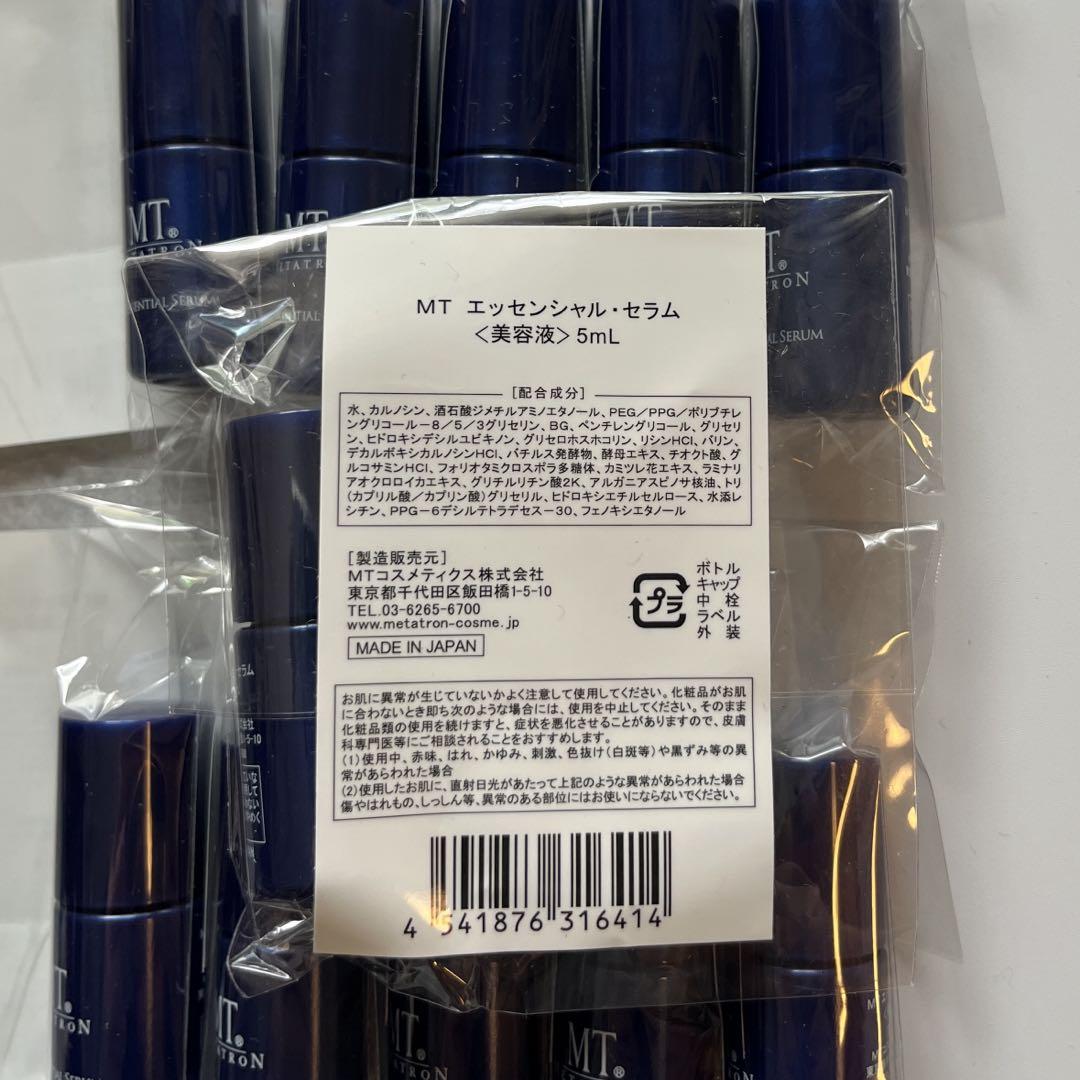 MT®
TATRON
ENTIAL SERUM
MT
TATR
NTIAL
MT
T®
TRON
AL SERUM
MT エッセンシャル・セラム
＜美容液＞5mL
[配合成分]
水、カルノシン、酒石酸ジメチルアミノエタノール、PEG／PPG／ポリブチレ
ングリコール－8／5／3グリセリン、BG、ペンチレングリコール、グリセリ
ン、ヒドロキシデシルユビキノン、グリセロホスホコリン、リシンHCl、バリン、
デカルボキシカルノシンHCl、バチルス発酵物、酵母エキス、チオクト酸、グ
ルコサミンHCl、フォリオタミクロスポラ多糖体、カミツレ花エキス、ラミナリ
アオクロロイカエキス、グリチルリチン酸2K、アルガニアスピノサ核油、トリ
(カプリル酸／カプリン酸)グリセリル、ヒドロキシエチルセルロース、水添レ
シチン、PPG－6デシルテトラデセス－30、フェノキシエタノール
[製造販売元]
MTコスメティクス株式会社
東京都千代田区飯田橋1-5-10
TEL.03-6265-6700
www.metatron-cosme.jp
MADE IN JAPAN
プラ
ボトル
キャップ
中栓
ラベル
外装
お肌に異常が生じていないかよく注意して使用してください。化粧品がお肌
に合わないとき即ち次のような場合には、使用を中止してください。そのまま
化粧品類の使用を続けますと、症状を悪化させることがありますので、皮膚
科専門医等にご相談されることをおすすめします。
(1)使用中、赤味、はれ、かゆみ、刺激、色抜け(白斑等)や黒ずみ等の異
常があらわれた場合
(2)使用したお肌に、直射日光があたって上記のような異常があらわれた場合
傷やはれもの、しっしん等、異常のある部位にはお使いにならないでください。
4 541876 316414
セラム
会社
1-5-10
T®
TATRON
AL SERUM
MT®
TATRON
MT®
TATRON
MT®
TATRON